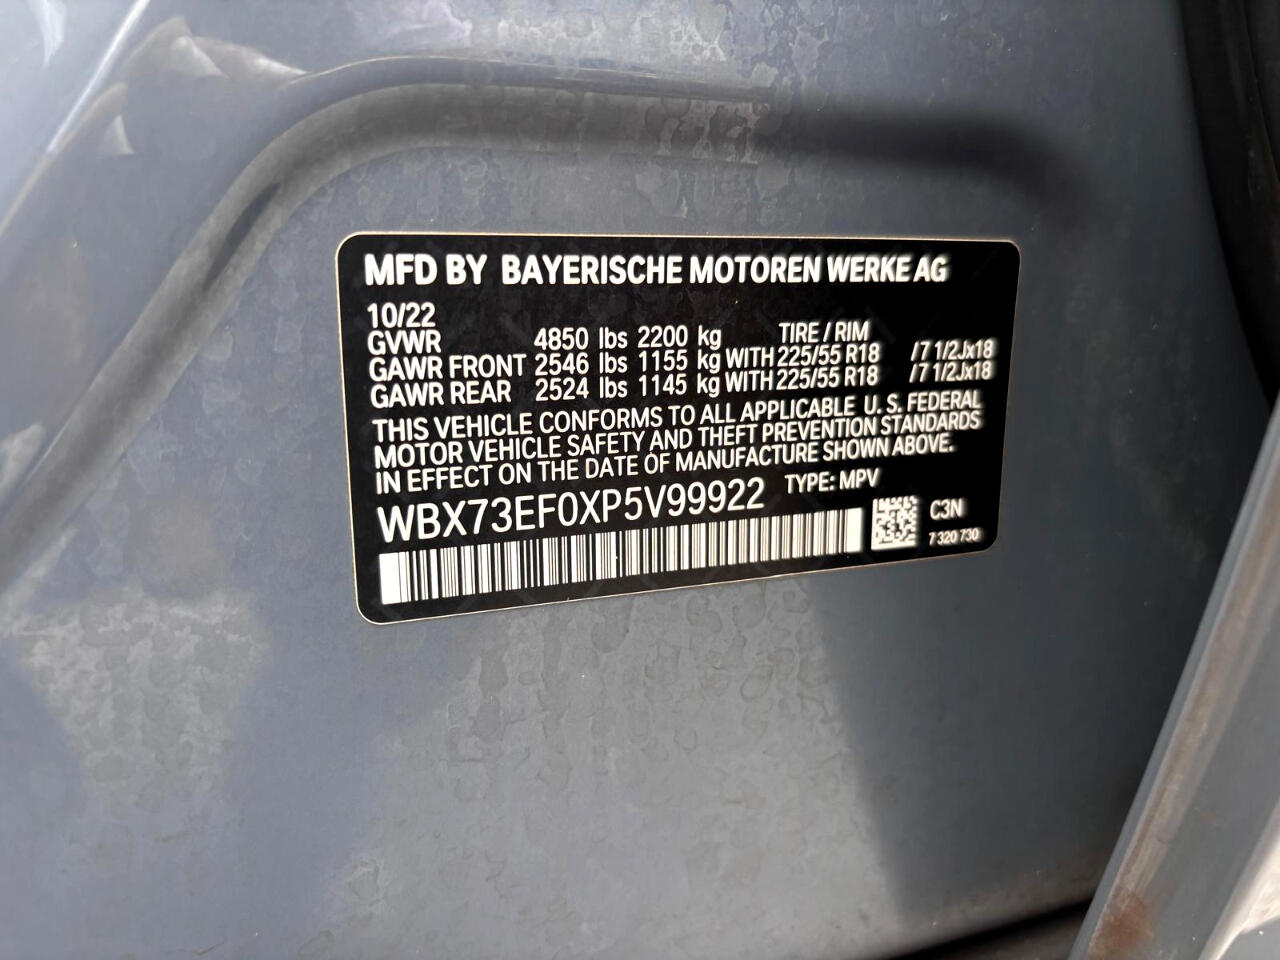 MFD BY BAYERISCHE MOTOREN WERKE AG
10/22
GVWR 4850 lbs 2200 kg TIRE / RIM
GAWR FRONT 2546 lbs 1155 kg WITH 225/55 R18 /7 1/2Jx18
GAWR REAR 2524 lbs 1145 kg WITH 225/55 R18 /7 1/2Jx18
THIS VEHICLE CONFORMS TO ALL APPLICABLE U. S. FEDERAL
MOTOR VEHICLE SAFETY AND THEFT PREVENTION STANDARDS
IN EFFECT ON THE DATE OF MANUFACTURE SHOWN ABOVE.
WBX73EF0XP5V99922 TYPE: MPV
C3N
7 320 730